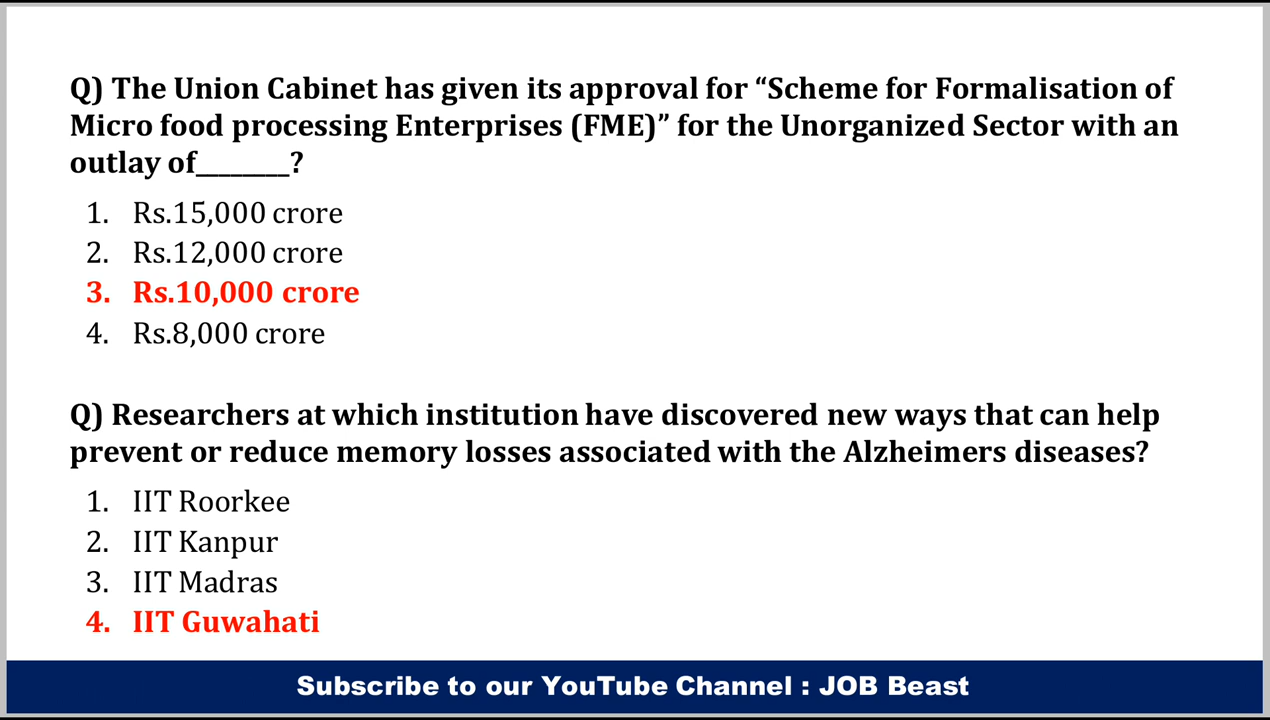 Q) The Union Cabinet has given its approval for “Scheme for Formalisation of
Micro food processing Enterprises (FME)” for the Unorganized Sector with an
outlay of________?
1. Rs.15,000 crore
2. Rs.12,000 crore
3. Rs.10,000 crore
4. Rs.8,000 crore
Q) Researchers at which institution have discovered new ways that can help
prevent or reduce memory losses associated with the Alzheimers diseases?
1. IIT Roorkee
2. IIT Kanpur
3. IIT Madras
4. IIT Guwahati
Subscribe to our YouTube Channel : JOB Beast